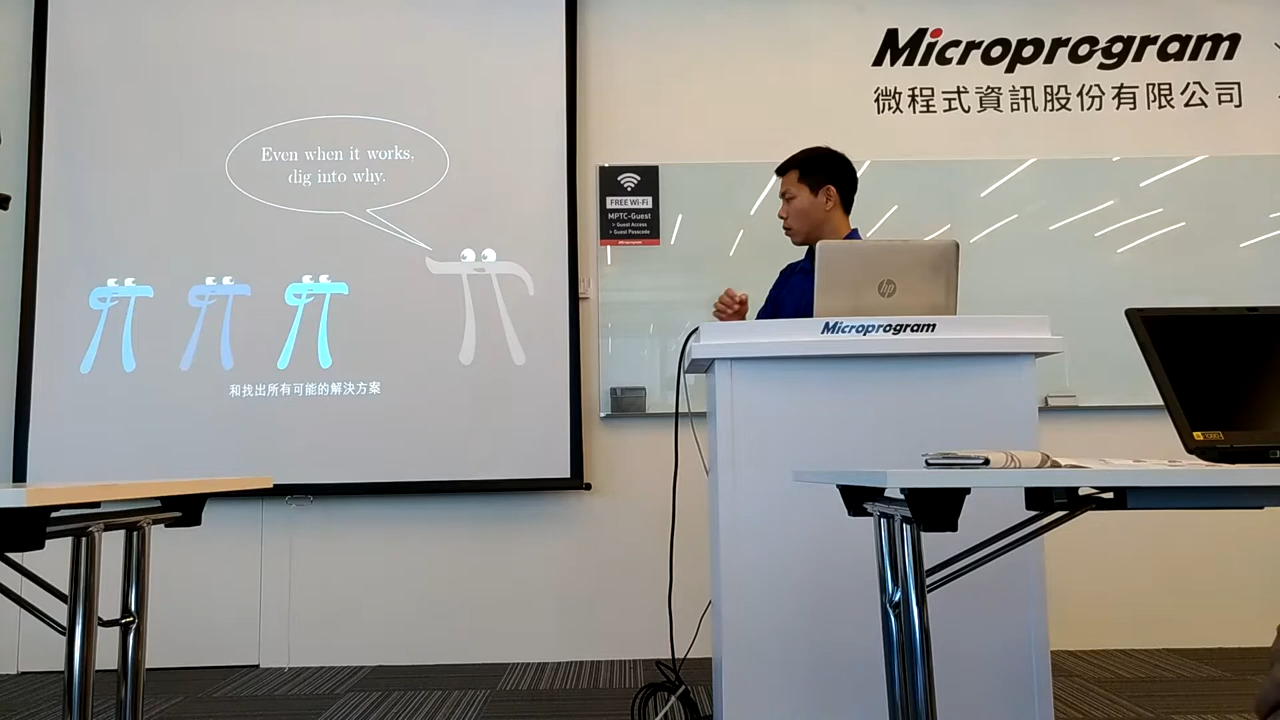 Even when it works,
dig into why.
和找出所有可能的解決方案
Microprogram
微程式資訊股份有限公司
FREE Wi-Fi
MPTC-Guest
> Guest Access
> Guest Passcode
Microprogram
hp
Microprogram